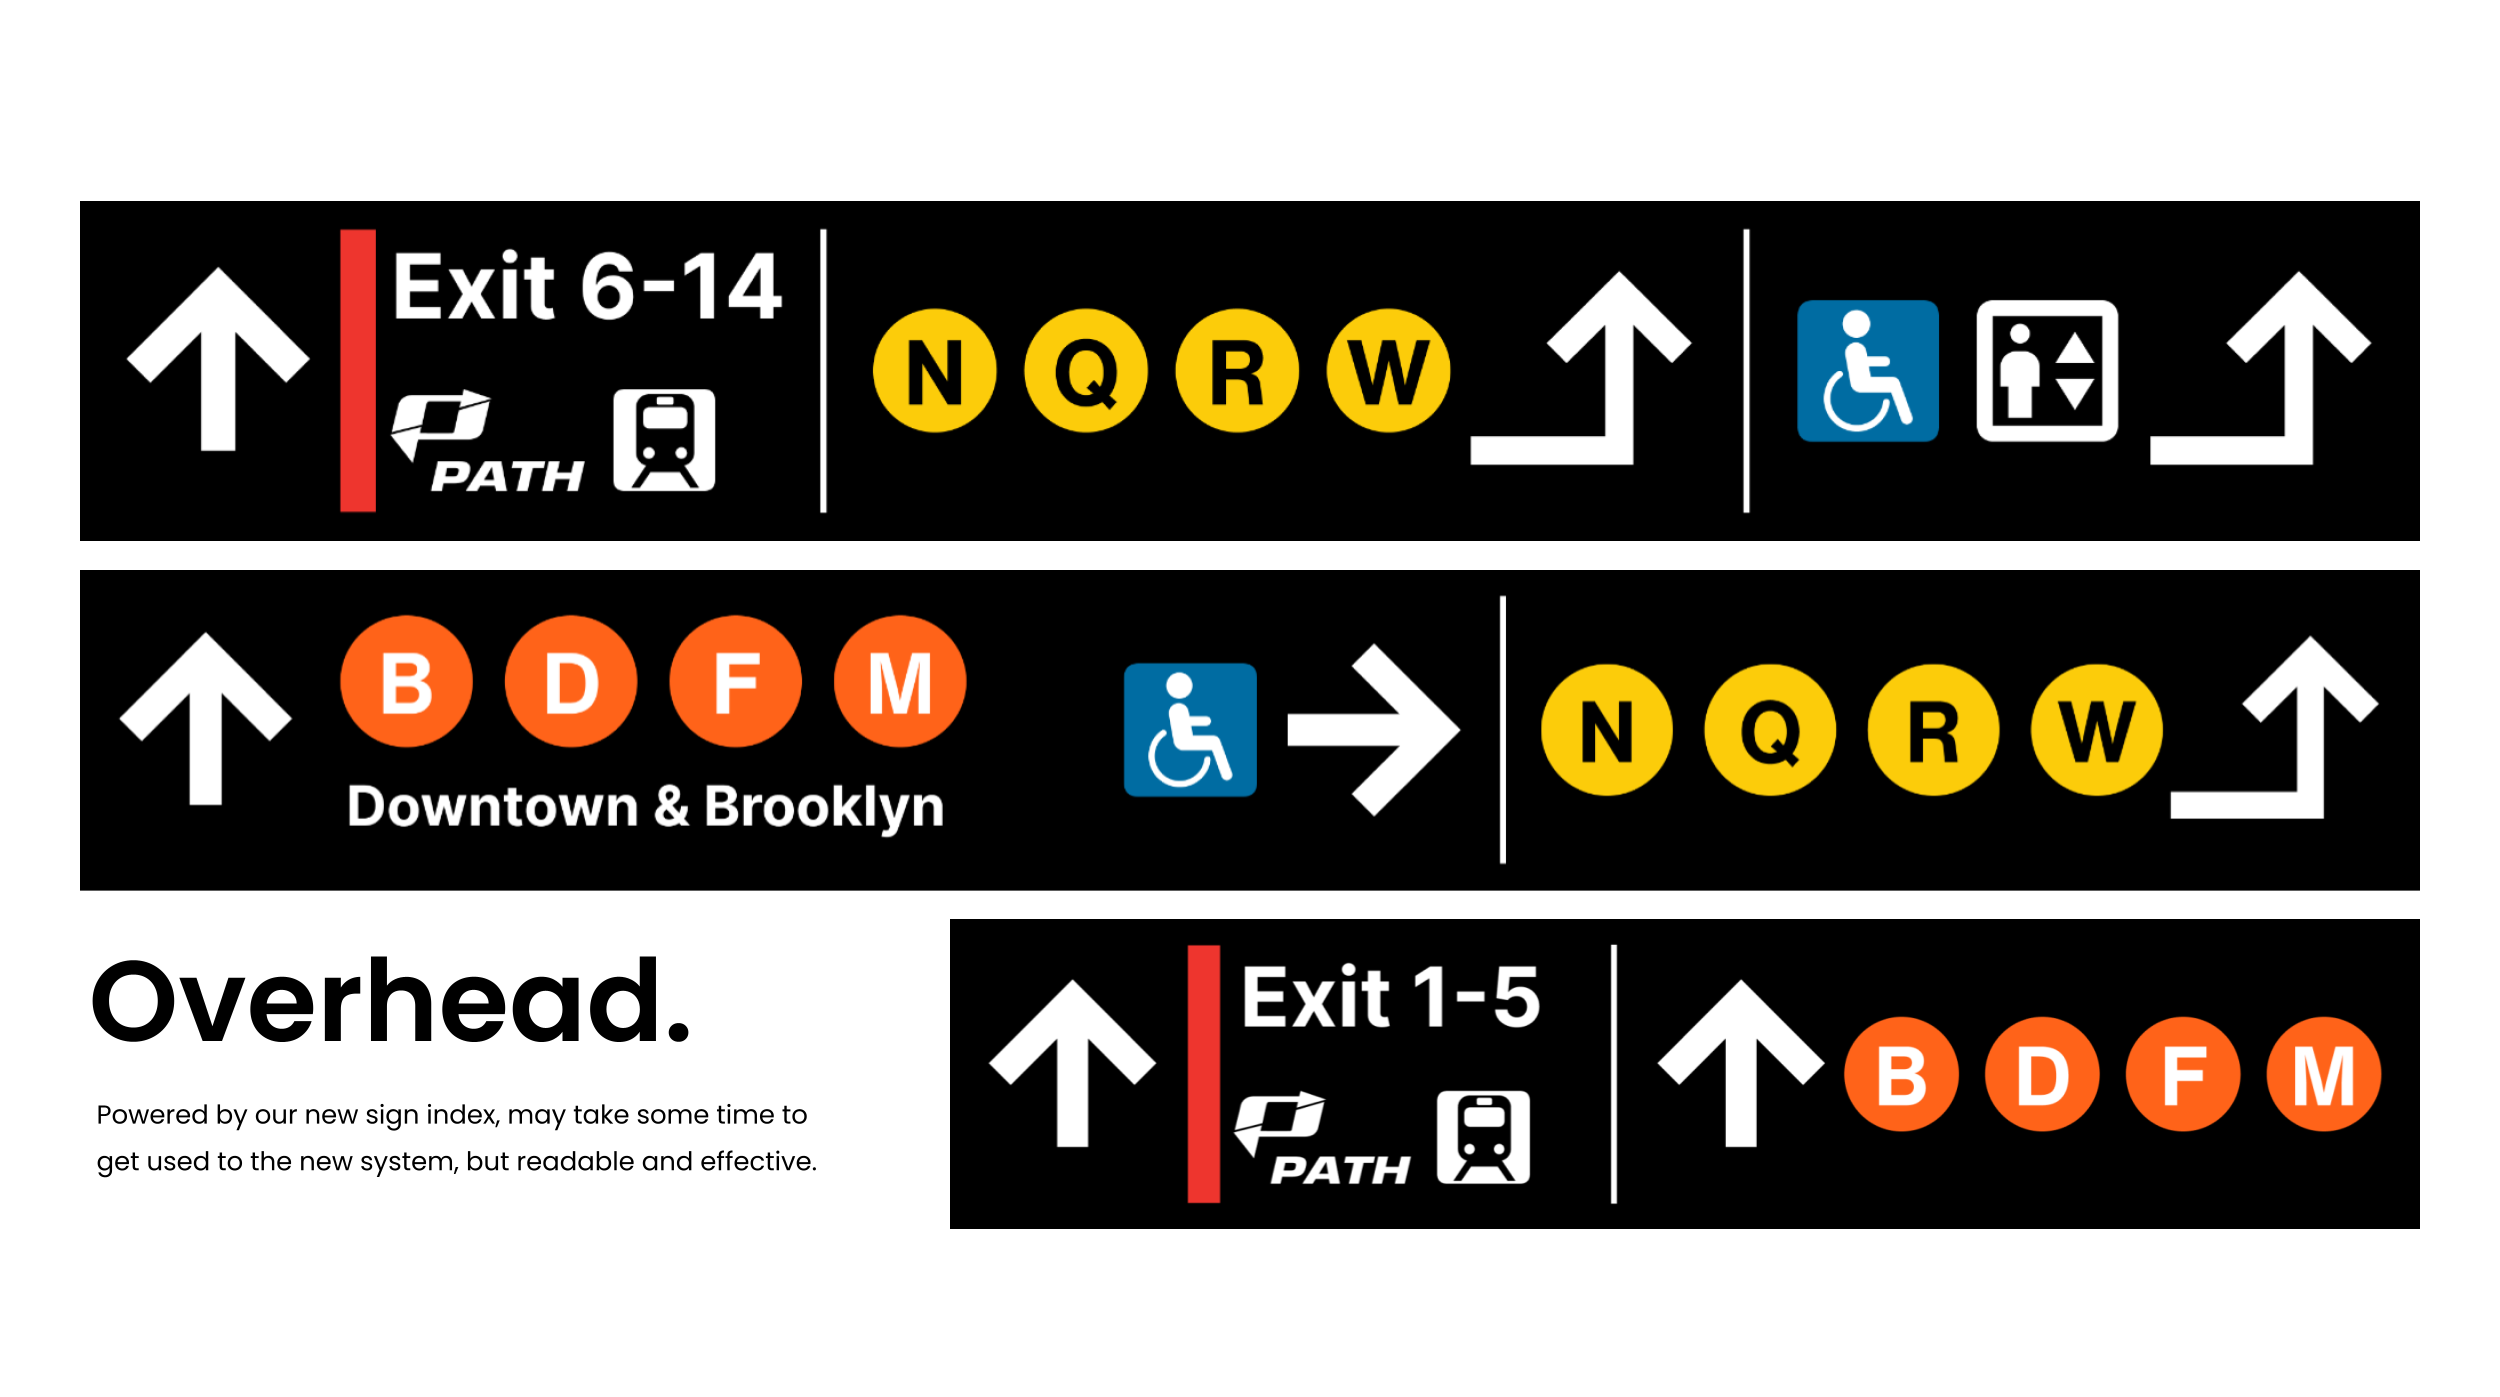 Exit 6-14
PATH
N Q R W
B D F M
Downtown & Brooklyn
N Q R W
Overhead.
Powered by our new sign index, may take some time to
get used to the new system, but readable and effective.
Exit 1-5
PATH
B D F M